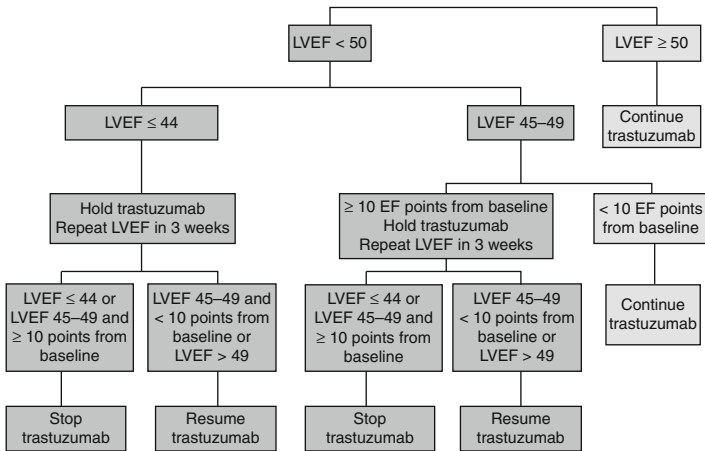 LVEF < 50
LVEF ≥ 50
LVEF ≤ 44
LVEF 45–49
Continue
trastuzumab
Hold trastuzumab
Repeat LVEF in 3 weeks
≥ 10 EF points from baseline
Hold trastuzumab
Repeat LVEF in 3 weeks
< 10 EF points
from baseline
LVEF ≤ 44 or
LVEF 45–49 and
≥ 10 points from
baseline
LVEF 45–49 and
< 10 points from
baseline or
LVEF > 49
LVEF ≤ 44 or
LVEF 45–49 and
≥ 10 points from
baseline
LVEF 45–49
< 10 points from
baseline or
LVEF > 49
Continue
trastuzumab
Stop
trastuzumab
Resume
trastuzumab
Stop
trastuzumab
Resume
trastuzumab